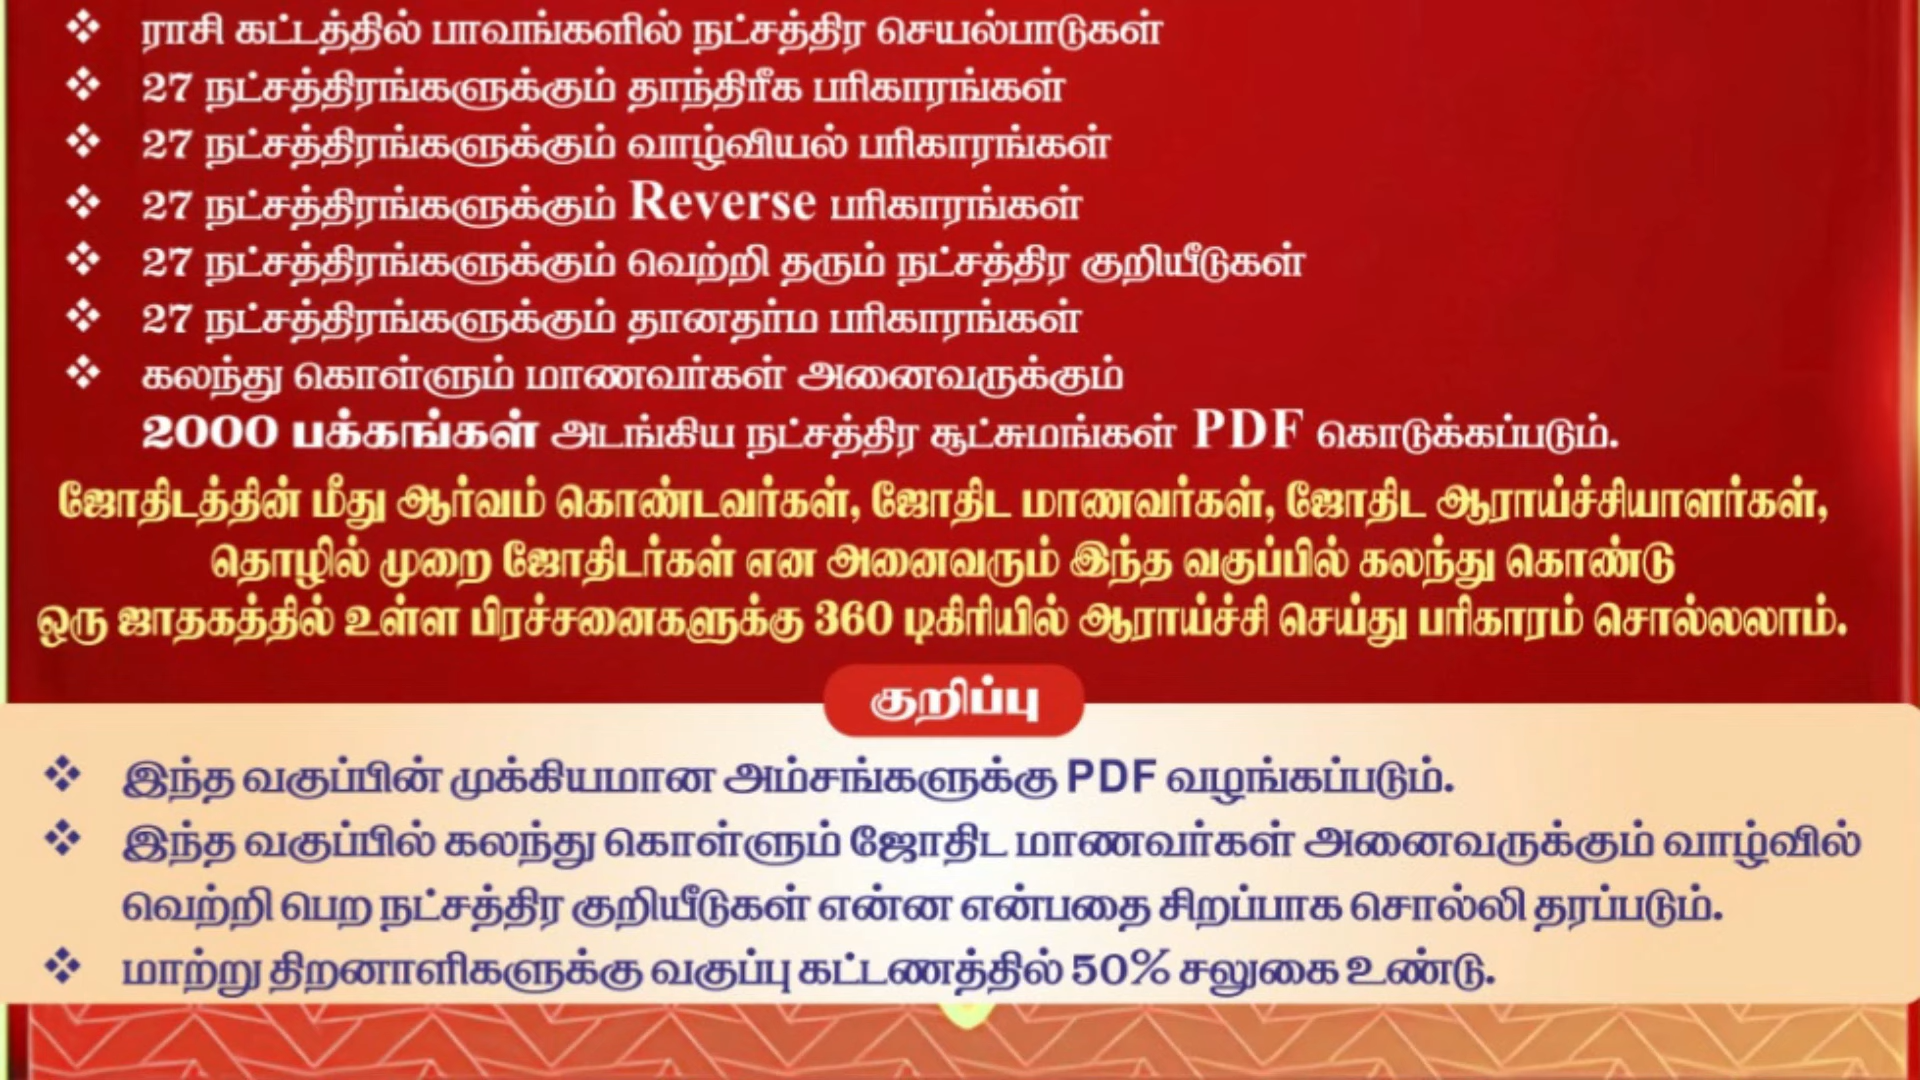 ❖ ராசி கட்டத்தில் பாவங்களில் நட்சத்திர செயல்பாடுகள்
❖ 27 நட்சத்திரங்களுக்கும் தாந்திரீக பரிகாரங்கள்
❖ 27 நட்சத்திரங்களுக்கும் வாழ்வியல் பரிகாரங்கள்
❖ 27 நட்சத்திரங்களுக்கும் Reverse பரிகாரங்கள்
❖ 27 நட்சத்திரங்களுக்கும் வெற்றி தரும் நட்சத்திர குறியீடுகள்
❖ 27 நட்சத்திரங்களுக்கும் தானதர்ம பரிகாரங்கள்
❖ கலந்து கொள்ளும் மாணவர்கள் அனைவருக்கும்
2000 பக்கங்கள் அடங்கிய நட்சத்திர சூட்சுமங்கள் PDF கொடுக்கப்படும்.
ஜோதிடத்தின் மீது ஆர்வம் கொண்டவர்கள், ஜோதிட மாணவர்கள், ஜோதிட ஆராய்ச்சியாளர்கள்,
தொழில் முறை ஜோதிடர்கள் என அனைவரும் இந்த வகுப்பில் கலந்து கொண்டு
ஒரு ஜாதகத்தில் உள்ள பிரச்சனைகளுக்கு 360 டிகிரியில் ஆராய்ச்சி செய்து பரிகாரம் சொல்லலாம்.
குறிப்பு
❖ இந்த வகுப்பின் முக்கியமான அம்சங்களுக்கு PDF வழங்கப்படும்.
❖ இந்த வகுப்பில் கலந்து கொள்ளும் ஜோதிட மாணவர்கள் அனைவருக்கும் வாழ்வில்
வெற்றி பெற நட்சத்திர குறியீடுகள் என்ன என்பதை சிறப்பாக சொல்லி தரப்படும்.
❖ மாற்று திறனாளிகளுக்கு வகுப்பு கட்டணத்தில் 50% சலுகை உண்டு.